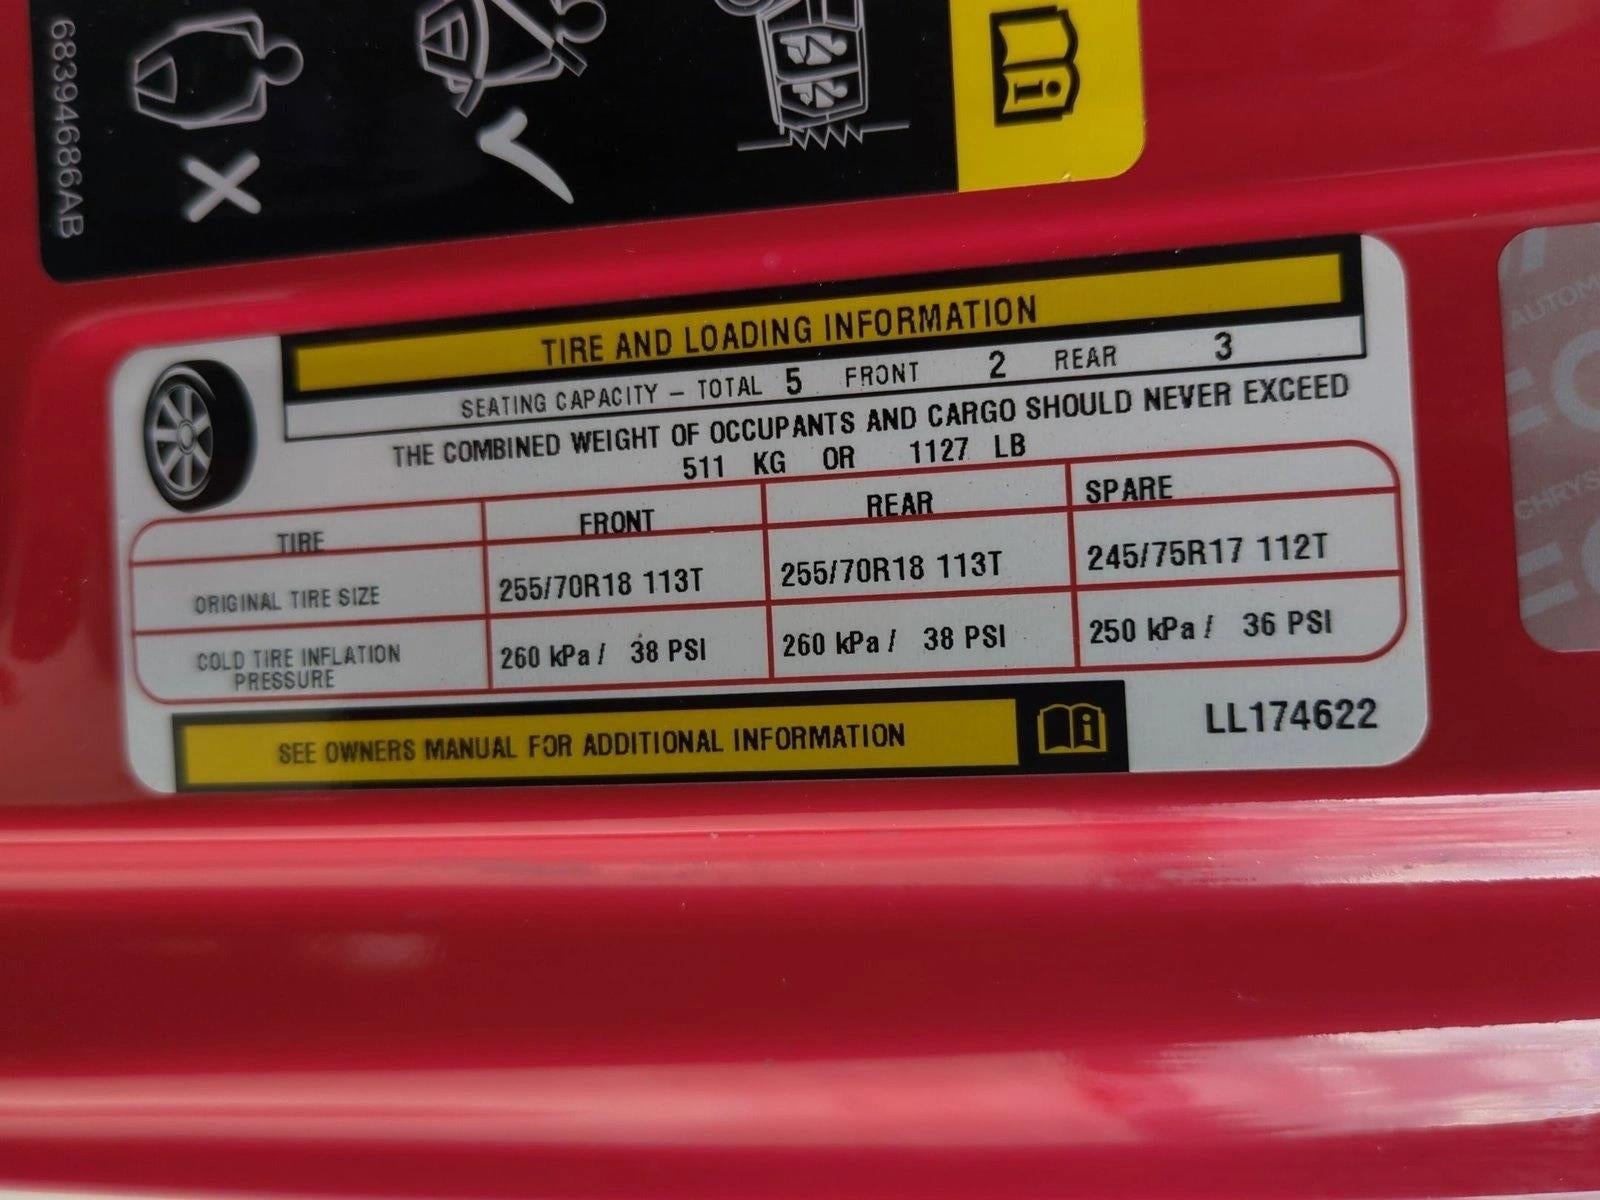 68394686AB
TIRE AND LOADING INFORMATION
SEATING CAPACITY – TOTAL 5 FRONT 2 REAR 3
THE COMBINED WEIGHT OF OCCUPANTS AND CARGO SHOULD NEVER EXCEED
511 KG OR 1127 LB
TIRE FRONT REAR SPARE
ORIGINAL TIRE SIZE 255/70R18 113T 255/70R18 113T 245/75R17 112T
COLD TIRE INFLATION
PRESSURE 260 kPa / 38 PSI 260 kPa / 38 PSI 250 kPa / 36 PSI
SEE OWNERS MANUAL FOR ADDITIONAL INFORMATION
LL174622